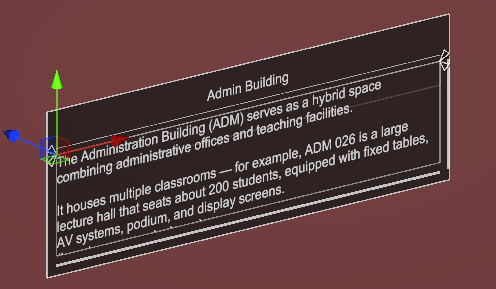 Admin Building
The Administration Building (ADM) serves as a hybrid space
combining administrative offices and teaching facilities.
It houses multiple classrooms — for example, ADM 026 is a large
lecture hall that seats about 200 students, equipped with fixed tables,
AV systems, podium, and display screens.